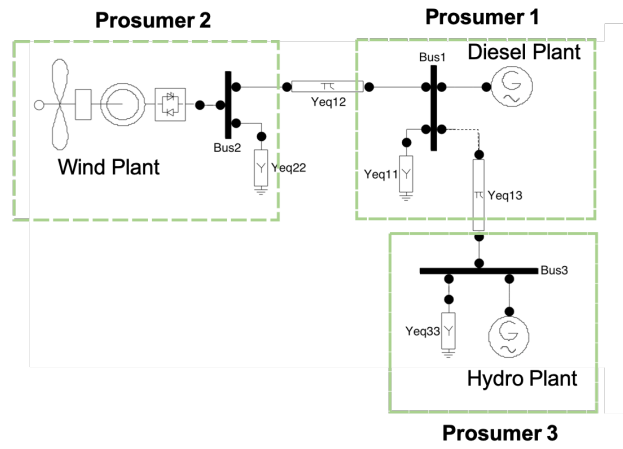 Prosumer 2
Prosumer 1
Diesel Plant
Bus1
G
π
Yeq12
Bus2
Wind Plant
Y
Yeq22
Yeq11
Y
π
Yeq13
Bus3
Yeq33
Y
G
Hydro Plant
Prosumer 3